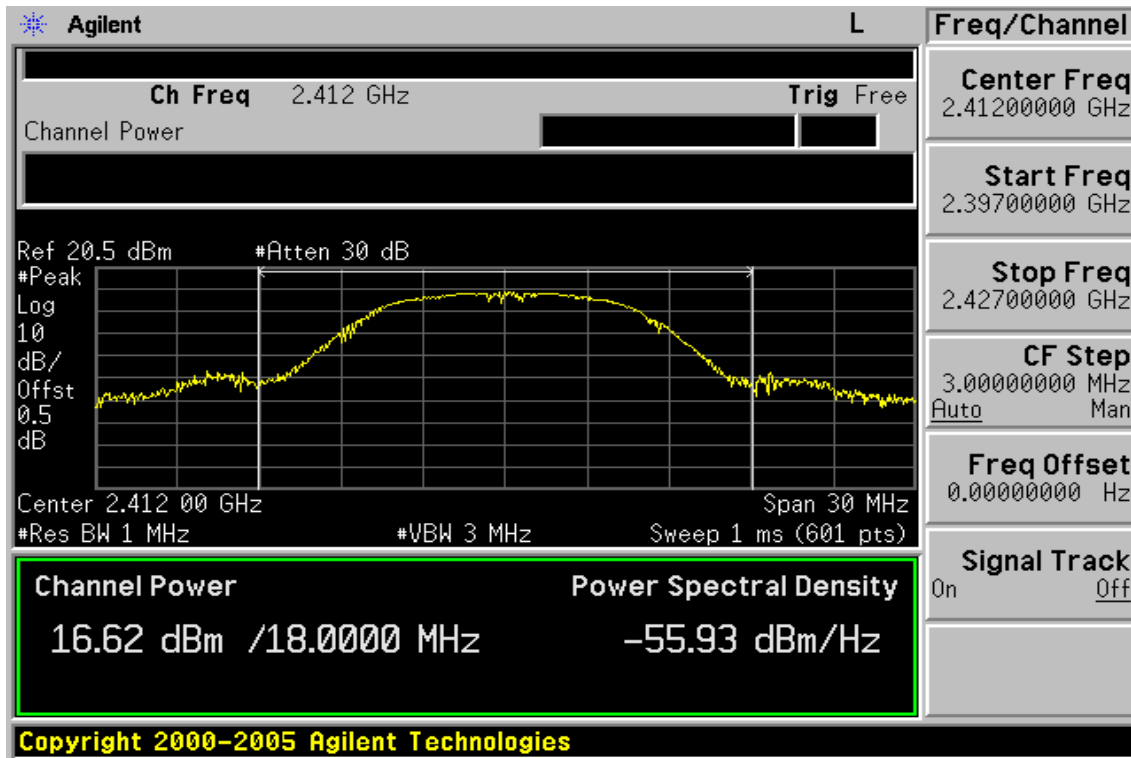 Agilent L
Ch Freq 2.412 GHz Trig Free
Channel Power
Ref 20.5 dBm #Atten 30 dB
#Peak
Log
10
dB/
Offst
0.5
dB
Center 2.412 00 GHz Span 30 MHz
#Res BW 1 MHz #VBW 3 MHz Sweep 1 ms (601 pts)
Channel Power Power Spectral Density
16.62 dBm /18.0000 MHz -55.93 dBm/Hz
Copyright 2000-2005 Agilent Technologies
Freq/Channel
Center Freq
2.41200000 GHz
Start Freq
2.39700000 GHz
Stop Freq
2.42700000 GHz
CF Step
3.00000000 MHz
Auto Man
Freq Offset
0.00000000 Hz
Signal Track
On Off